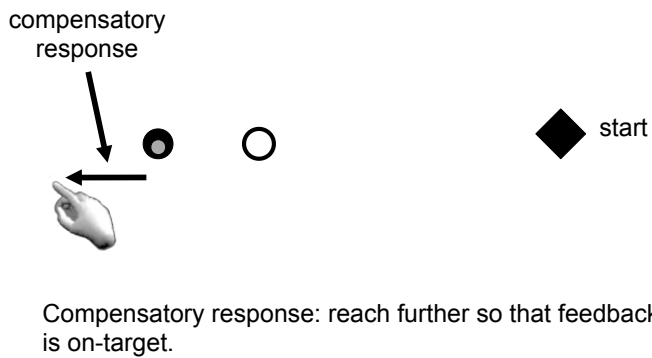 compensatory
response
start
Compensatory response: reach further so that feedback
is on-target.